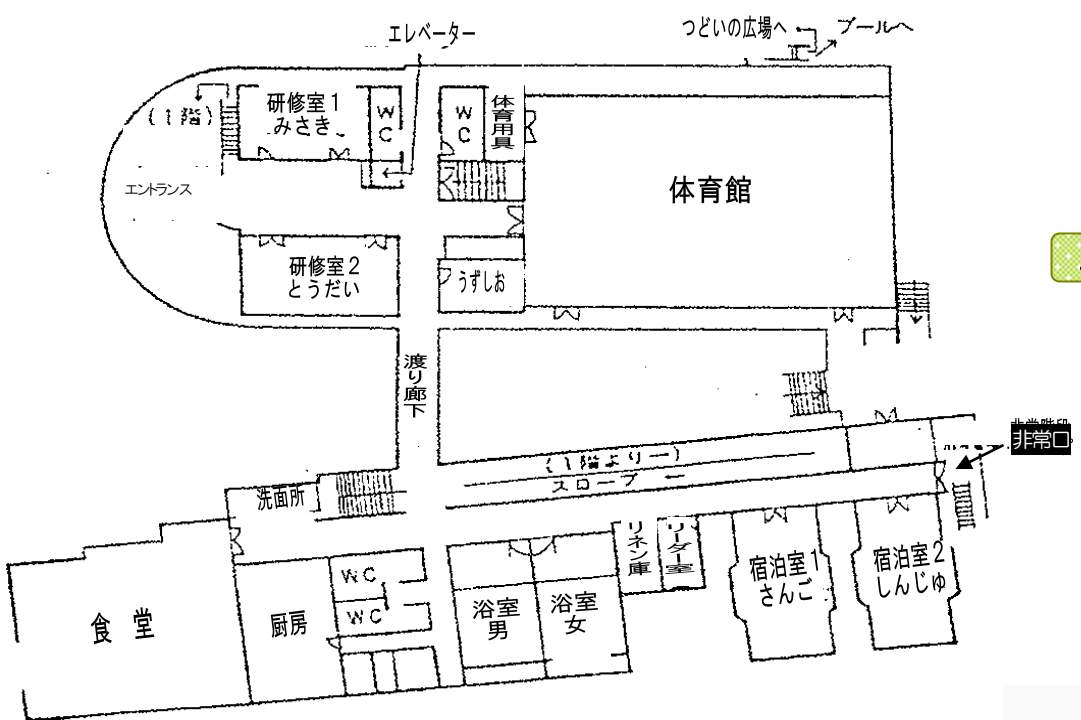 エレベーター
つどいの広場へ
プールへ
(1階)
研修室1
みさき
WC
WC
体育用具
エントランス
体育館
研修室2
とうだい
うずしお
渡り廊下
非常口
(1階よりー)
スロープ
洗面所
食堂
厨房
WC
WC
浴室
男
浴室
女
リネン庫
リーダー室
宿泊室1
さんご
宿泊室2
しんじゅ